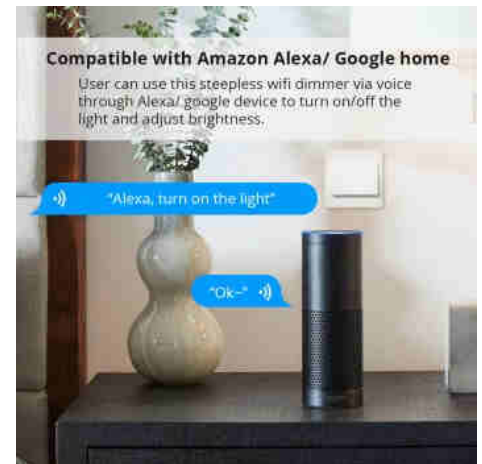 Compatible with Amazon Alexa/ Google home
User can use this steepless wifi dimmer via voice
through Alexa/ google device to turn on/off the
light and adjust brightness.
"Alexa, turn on the light"
"Ok~"